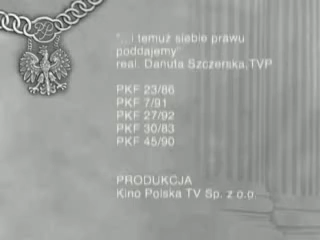 "...i temuż siebie prawu
poddajemy"
real. Danuta Szczerska,TVP
PKF 23/86
PKF 7/91
PKF 27/92
PKF 30/83
PKF 45/90
PRODUKCJA
Kino Polska TV Sp. z o.o.